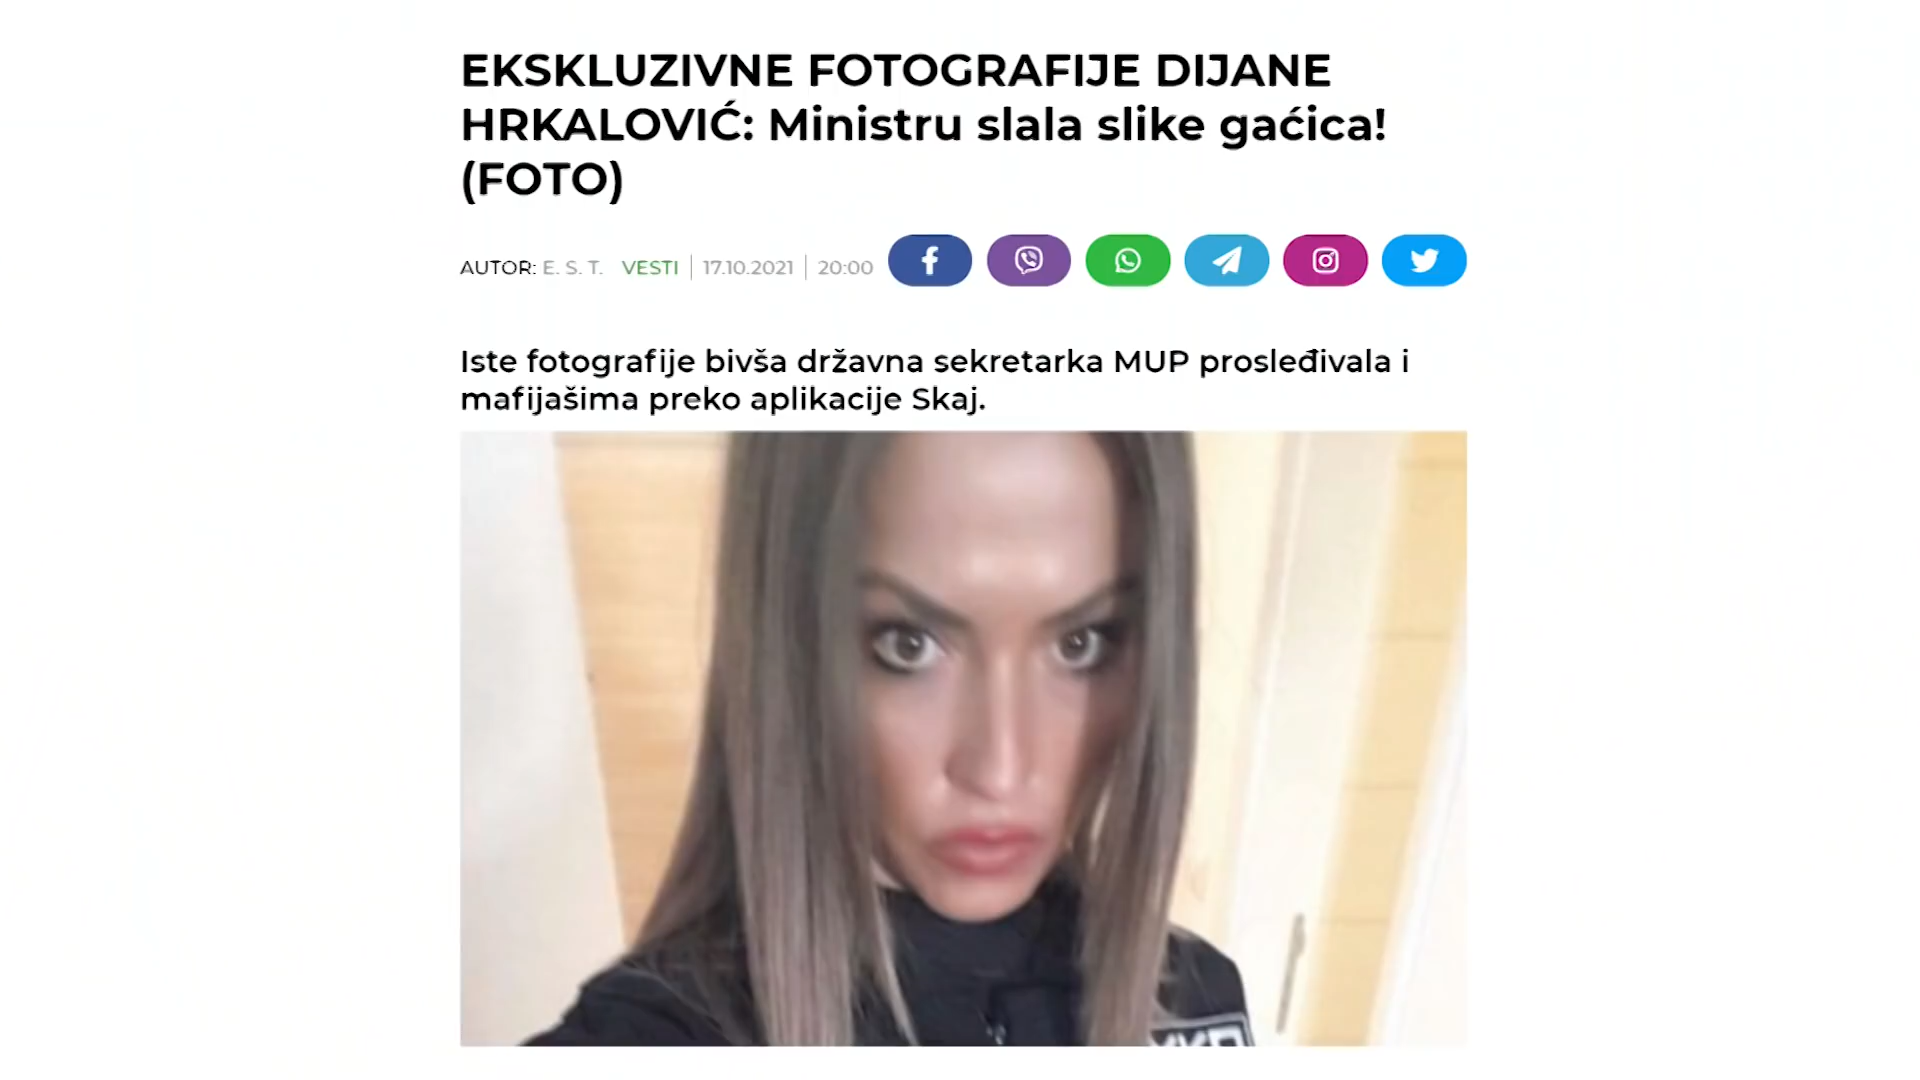 EKSKLUZIVNE FOTOGRAFIJE DIJANE
HRKALOVIĆ: Ministru slala slike gaćica!
(FOTO)
AUTOR: E. S. T. VESTI 17.10.2021 20:00
Iste fotografije bivša državna sekretarka MUP prosleđivala i
mafijašima preko aplikacije Skaj.